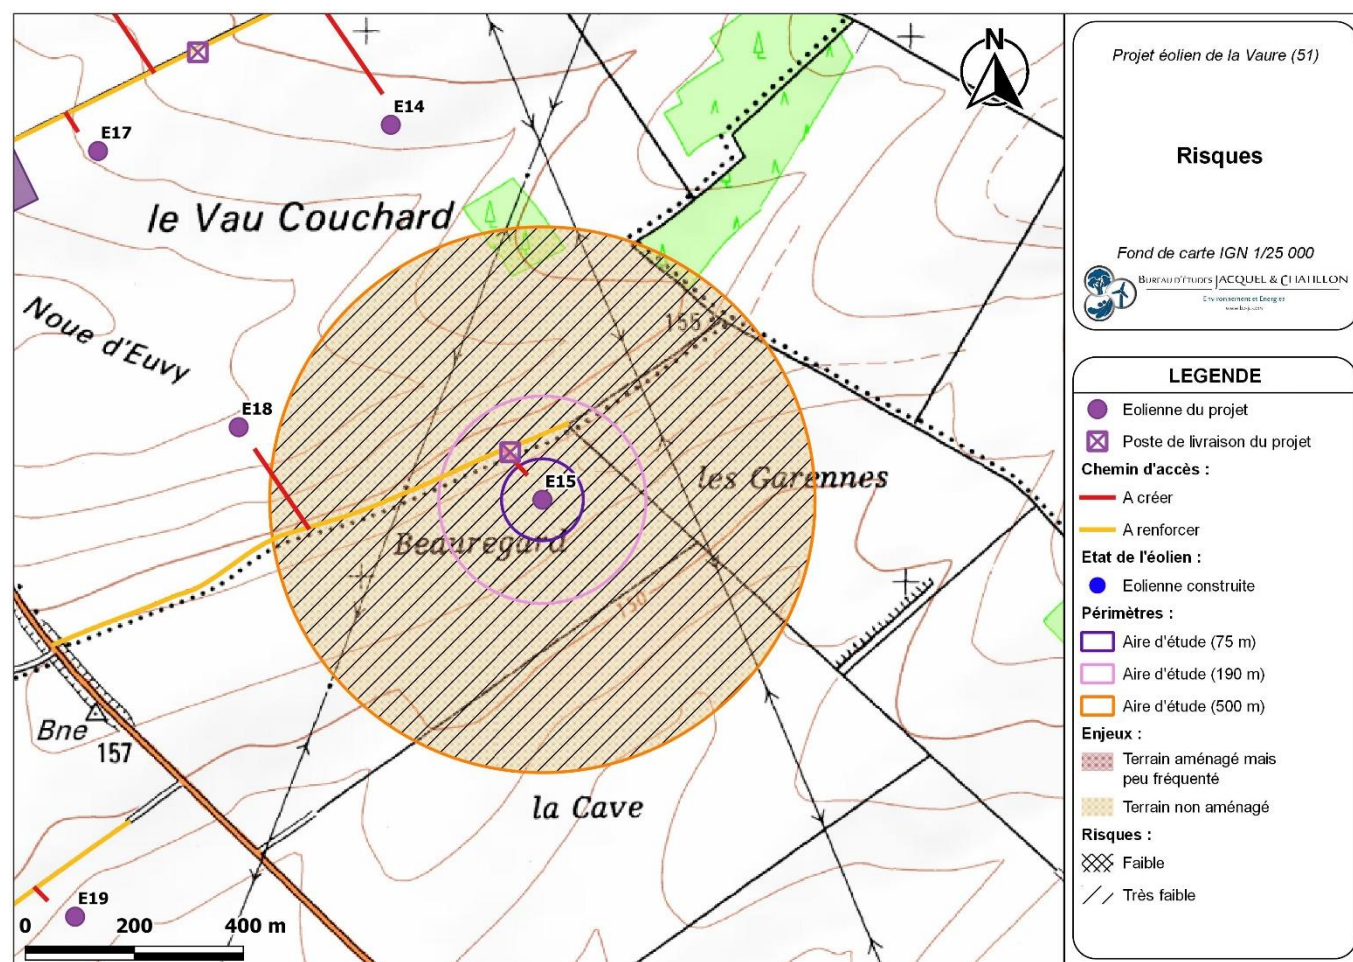 E14
E17
le Vau Couchard
Noue d'Euvy
155
E18
E15
les Garennes
Beauregard
150
Bne
157
la Cave
E19
0 200 400 m
N
Projet éolien de la Vaure (51)
Risques
Fond de carte IGN 1/25 000
BUREAU D'ÉTUDES JACQUEL & CHATILLON
Environnement et Energies
LEGENDE
Eolienne du projet
Poste de livraison du projet
Chemin d'accès :
A créer
A renforcer
Etat de l'éolien :
Eolienne construite
Périmètres :
Aire d'étude (75 m)
Aire d'étude (190 m)
Aire d'étude (500 m)
Enjeux :
Terrain aménagé mais
peu fréquenté
Terrain non aménagé
Risques :
Faible
Très faible